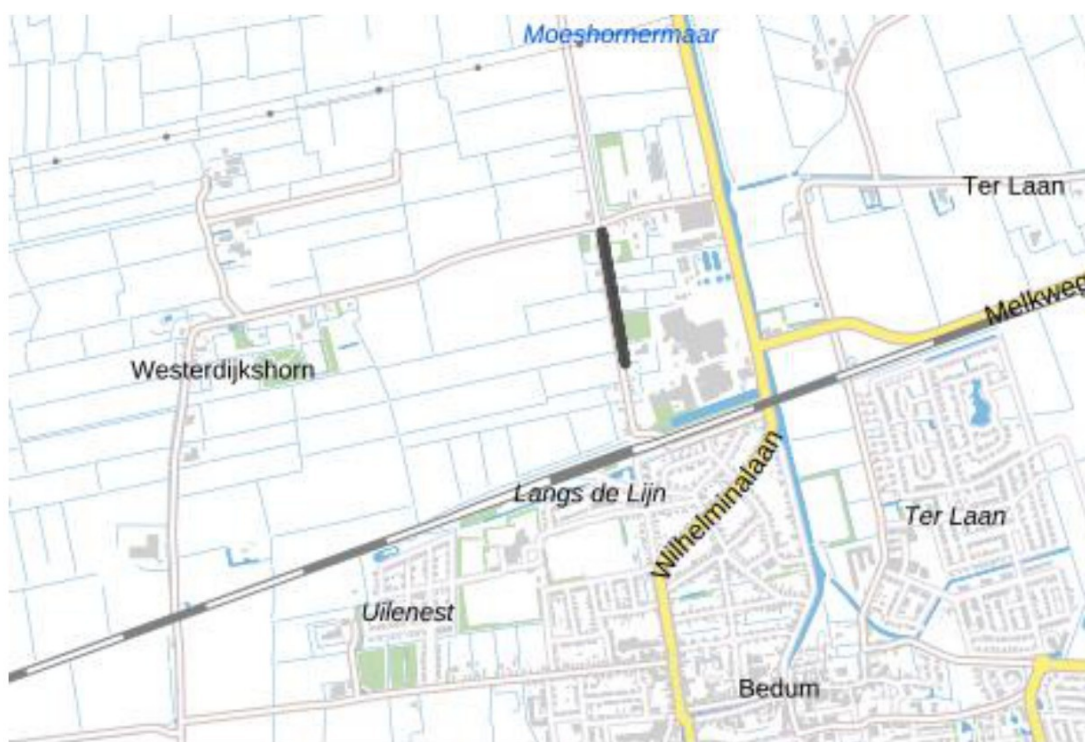 Moeshornermaar
Ter Laan
Melkweg
Westerdijkshorn
Langs de Lijn
Wilhelminalaan
Ter Laan
Uilenest
Bedum